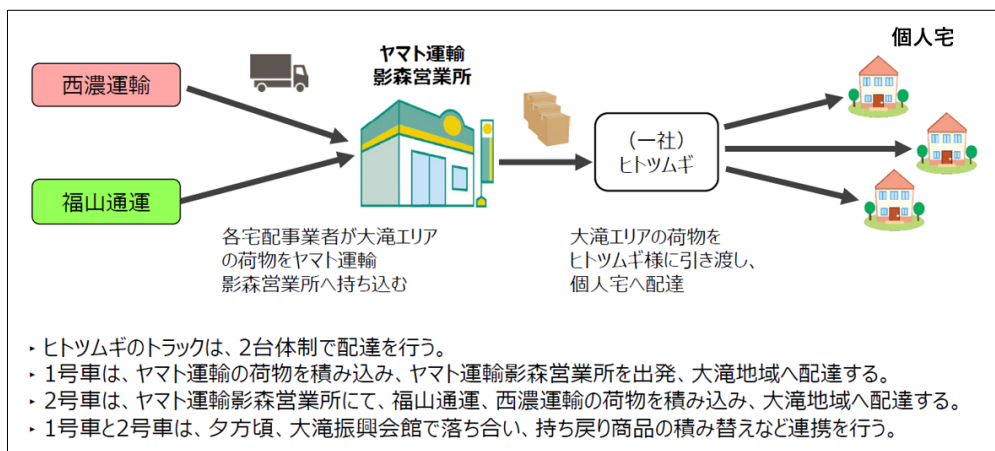 西濃運輸
福山通運
ヤマト運輸
影森営業所
(一社)
ヒトツムギ
個人宅
各宅配事業者が大滝エリア
の荷物をヤマト運輸
影森営業所へ持ち込む
大滝エリアの荷物を
ヒトツムギ様に引き渡し、
個人宅へ配達
‣ ヒトツムギのトラックは、2台体制で配達を行う。
‣ 1号車は、ヤマト運輸の荷物を積み込み、ヤマト運輸影森営業所を出発、大滝地域へ配達する。
‣ 2号車は、ヤマト運輸影森営業所にて、福山通運、西濃運輸の荷物を積み込み、大滝地域へ配達する。
‣ 1号車と2号車は、夕方頃、大滝振興会館で落ち合い、持ち戻り商品の積み替えなど連携を行う。